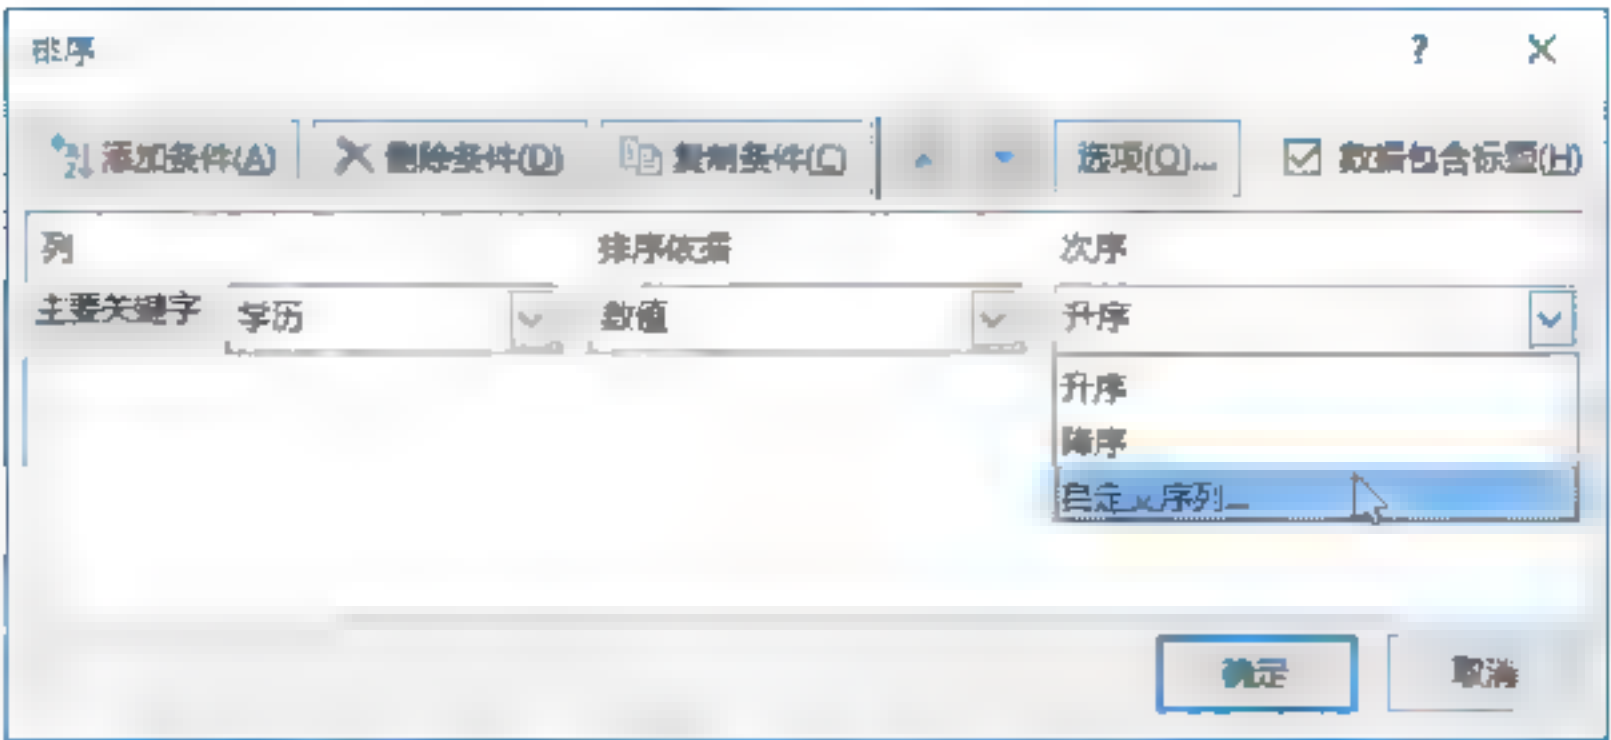 排序
添加条件(A) 删除条件(D) 复制条件(C) 选项(O)... 数据包含标题(H)
列 排序依据 次序
主要关键字 学历 数值 升序
升序
降序
自定义序列...
确定 取消